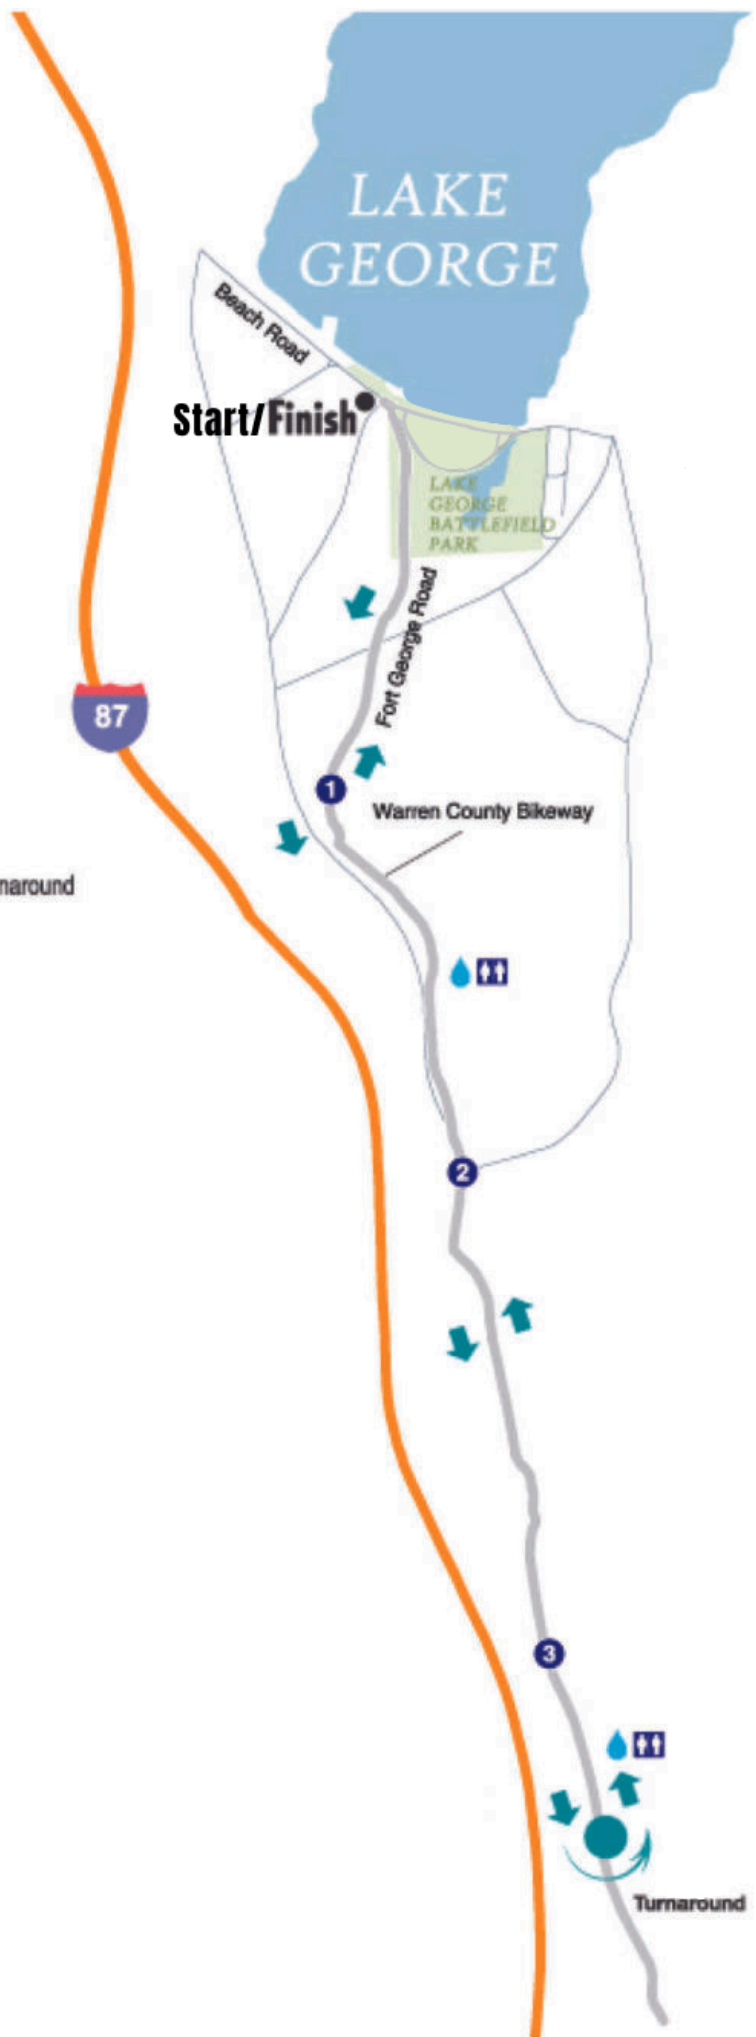 LAKE
GEORGE
Beach Road
Start/Finish
LAKE
GEORGE
BATTLEFIELD
PARK
Fort George Road
87
1
Warren County Bikeway
naround
2
3
Turnaround